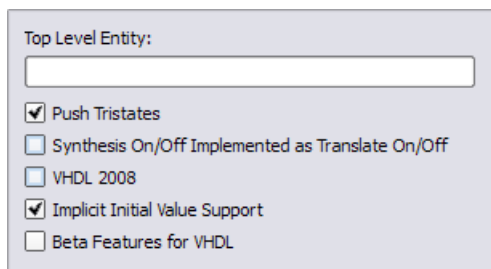 Top Level Entity:
Push Tristates
Synthesis On/Off Implemented as Translate On/Off
VHDL 2008
Implicit Initial Value Support
Beta Features for VHDL